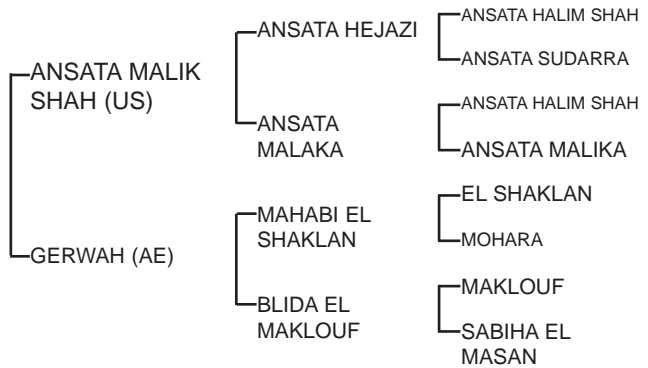 ANSATA MALIK
SHAH (US)
GERWAH (AE)
ANSATA HEJAZI
ANSATA
MALAKA
MAHABI EL
SHAKLAN
BLIDA EL
MAKLOUF
ANSATA HALIM SHAH
ANSATA SUDARRA
ANSATA HALIM SHAH
ANSATA MALIKA
EL SHAKLAN
MOHARA
MAKLOUF
SABIHA EL
MASAN